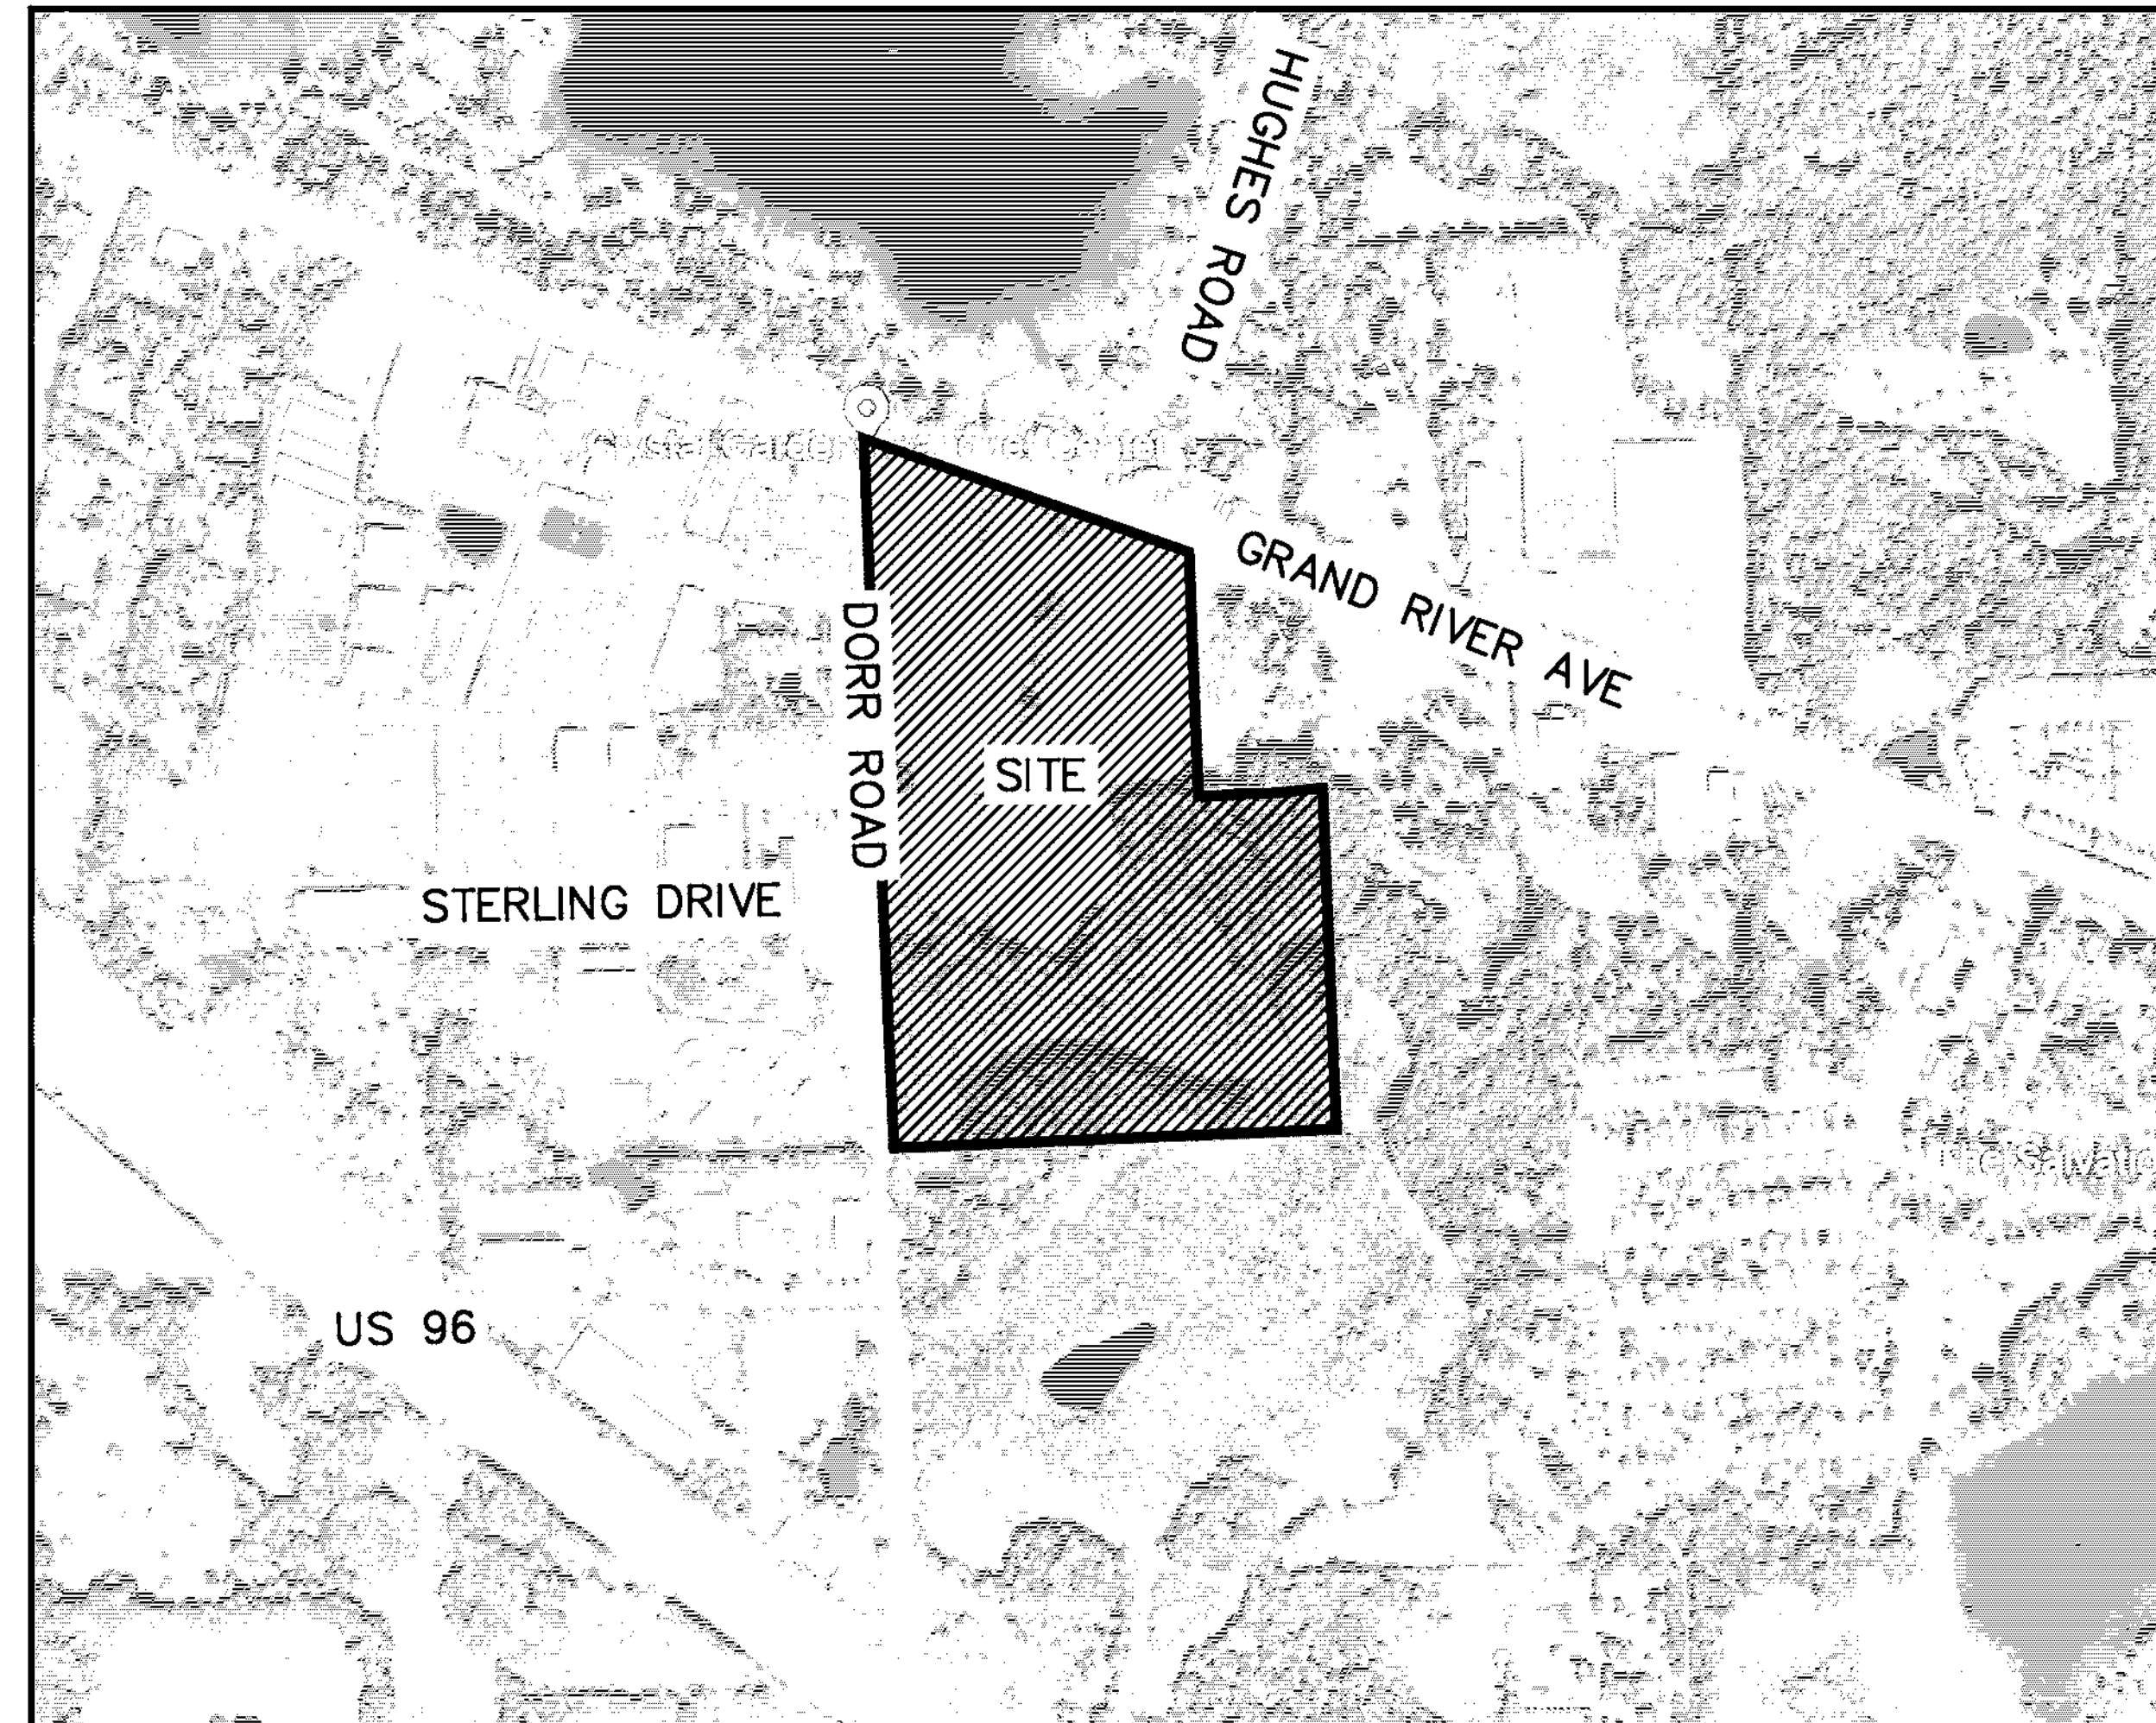 HUGHES ROAD
GRAND RIVER AVE
DORR ROAD
SITE
STERLING DRIVE
US 96